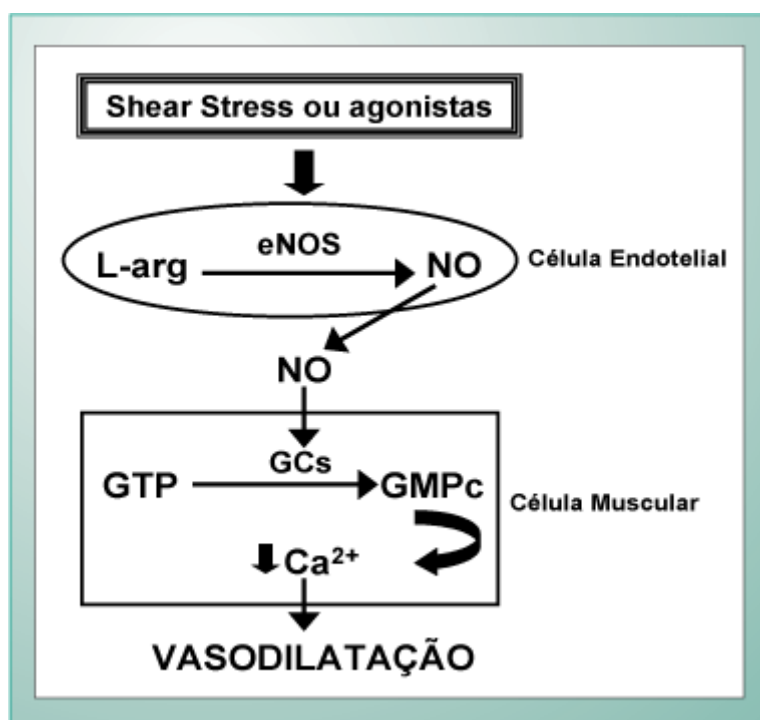 Shear Stress ou agonistas
eNOS
L-arg
NO
Célula Endotelial
NO
GCs
GTP
GMPc
Célula Muscular
Ca²⁺
VASODILATAÇÃO